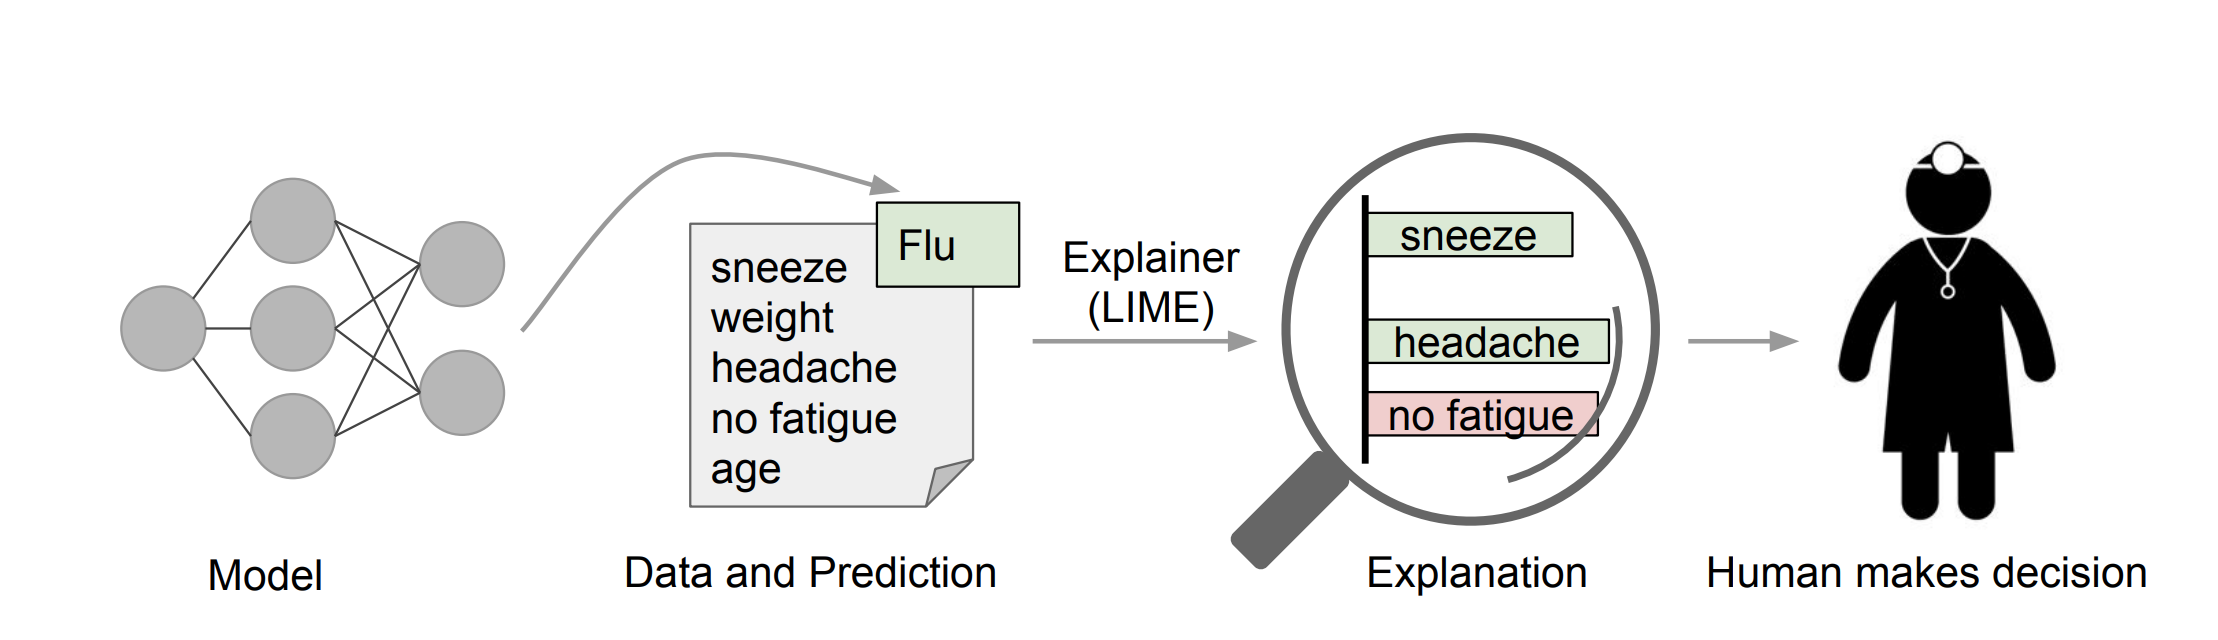 Flu
sneeze
weight
headache
no fatigue
age
Explainer
(LIME)
sneeze
headache
no fatigue
Model
Data and Prediction
Explanation
Human makes decision